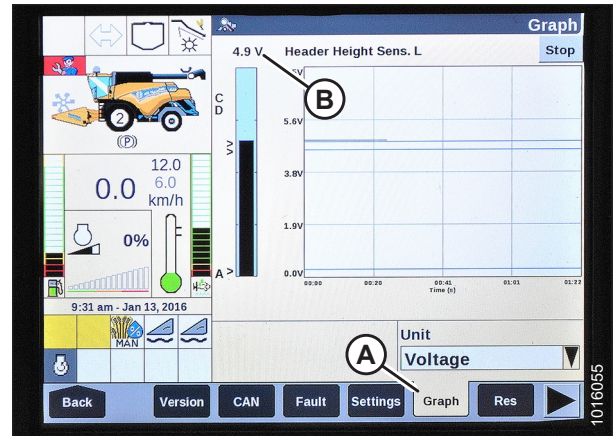 Graph
4.9 V
Header Height Sens. L
Stop
B
C
D
5.6V
3.8V
1.9V
0.0V
A
00:00
00:20
00:41
01:01
01:22
Time (s)
2
(P)
12.0
6.0
0.0
km/h
0%
F
9:31 am - Jan 13, 2016
MAN
%
A
Unit
Voltage
Back
Version
CAN
Fault
Settings
Graph
Res
1016055